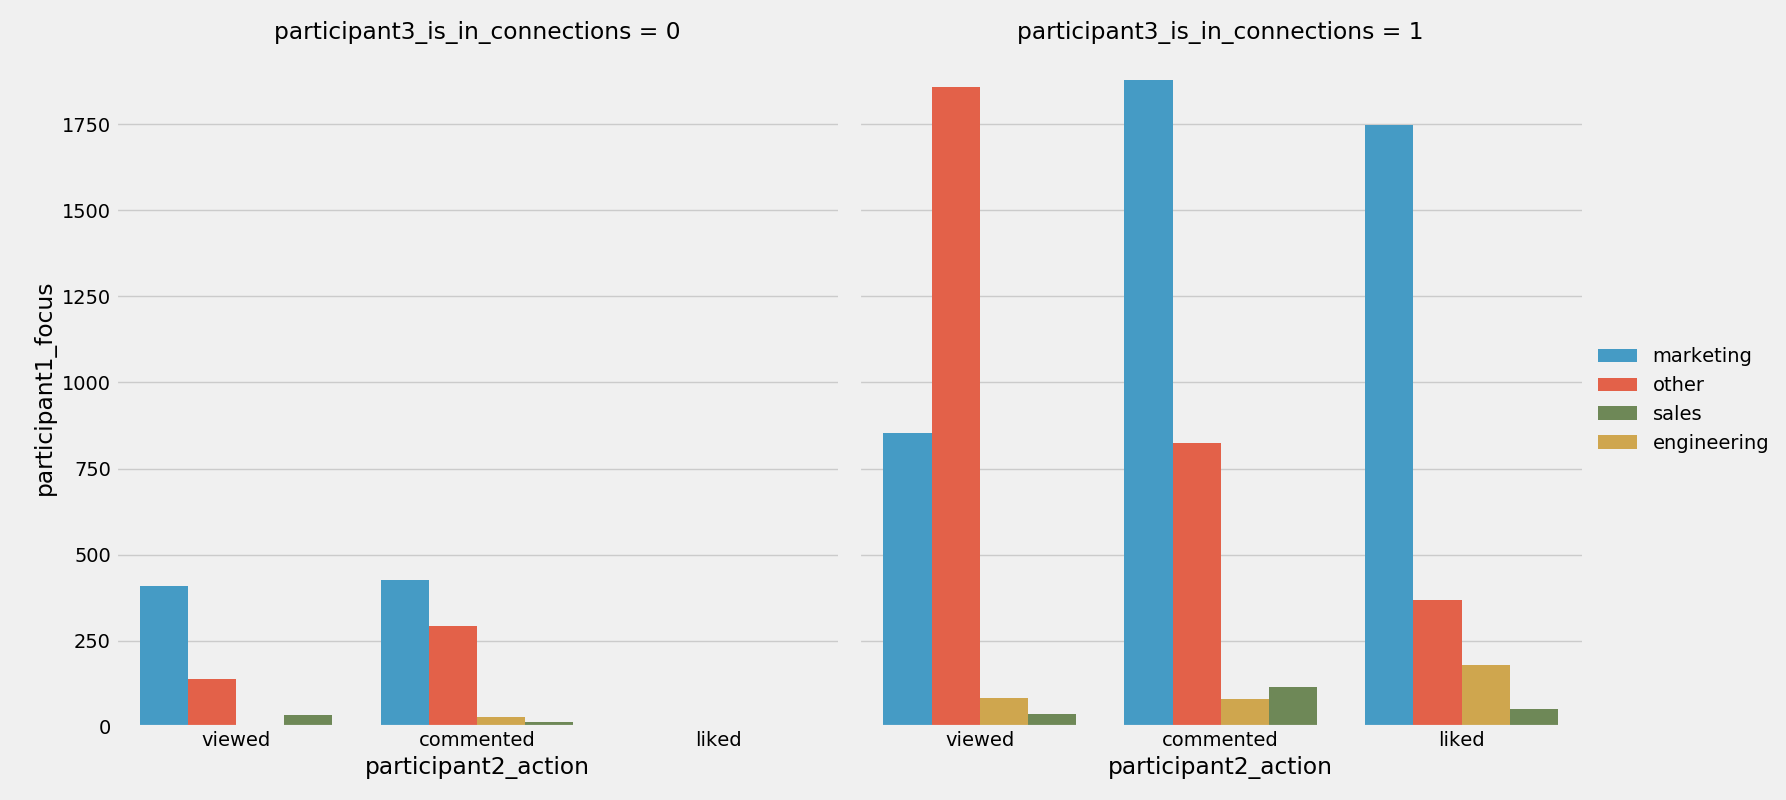 participant3_is_in_connections = 0
participant3_is_in_connections = 1
participant1_focus
1750
1500
1250
1000
750
500
250
0
viewed
commented
liked
participant2_action
viewed
commented
liked
participant2_action
marketing
other
sales
engineering